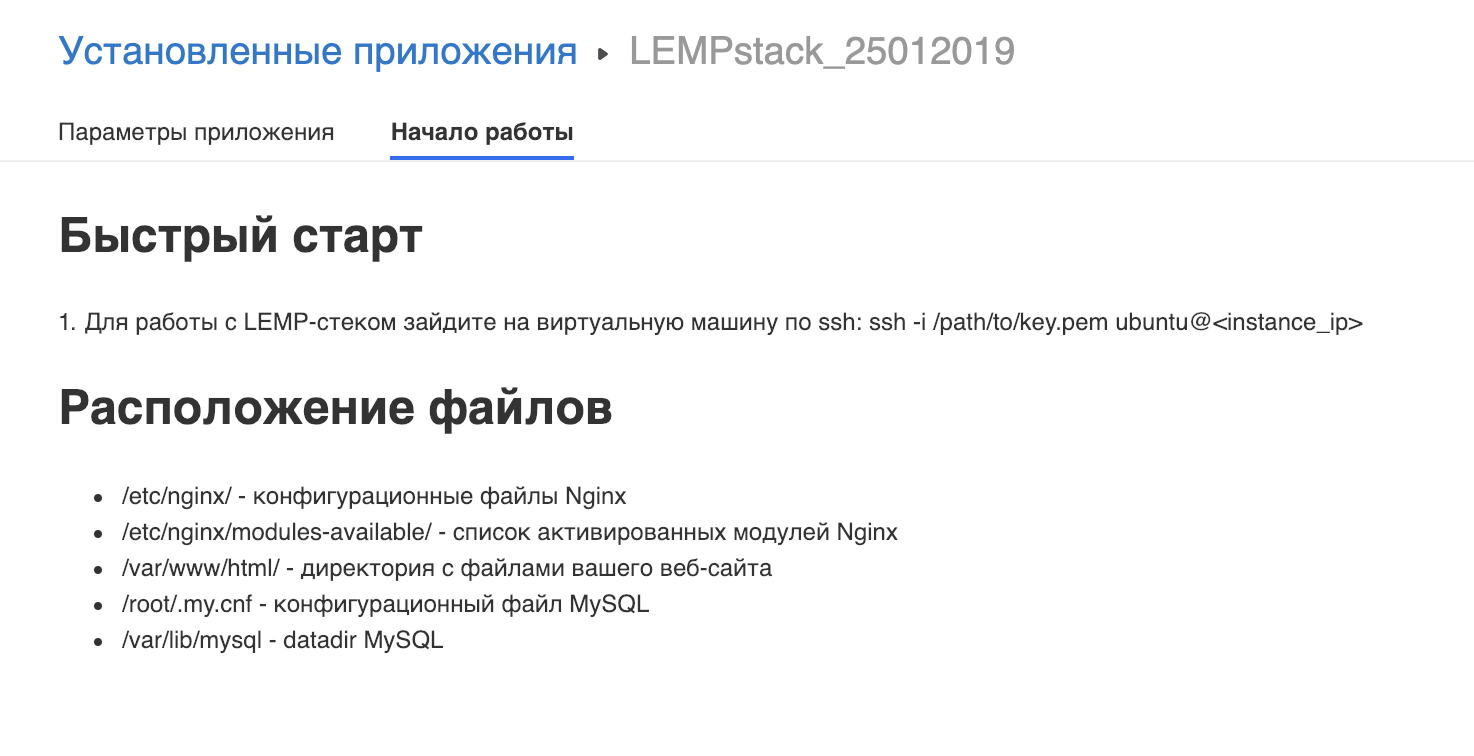 Установленные приложения ▸ LEMPstack_25012019
Параметры приложения Начало работы
Быстрый старт
1. Для работы с LEMP-стеком зайдите на виртуальную машину по ssh: ssh -i /path/to/key.pem ubuntu@<instance_ip>
Расположение файлов
• /etc/nginx/ - конфигурационные файлы Nginx
• /etc/nginx/modules-available/ - список активированных модулей Nginx
• /var/www/html/ - директория с файлами вашего веб-сайта
• /root/.my.cnf - конфигурационный файл MySQL
• /var/lib/mysql - datadir MySQL